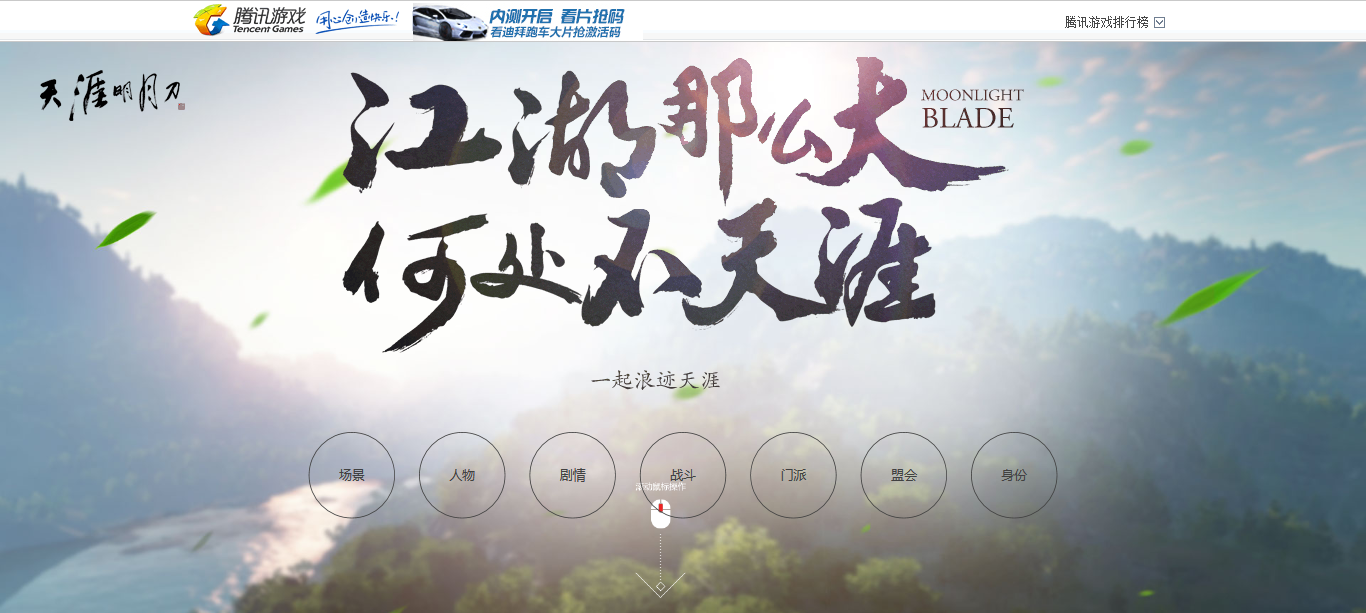 腾讯游戏
Tencent Games
用心创造快乐!
内测开启 看片抢码
看迪拜跑车大片抢激活码
腾讯游戏排行榜
天涯明月刀
江湖那么大
MOONLIGHT
BLADE
何处不天涯
一起浪迹天涯
场景
人物
剧情
战斗
门派
盟会
身份
活动鼠标操作